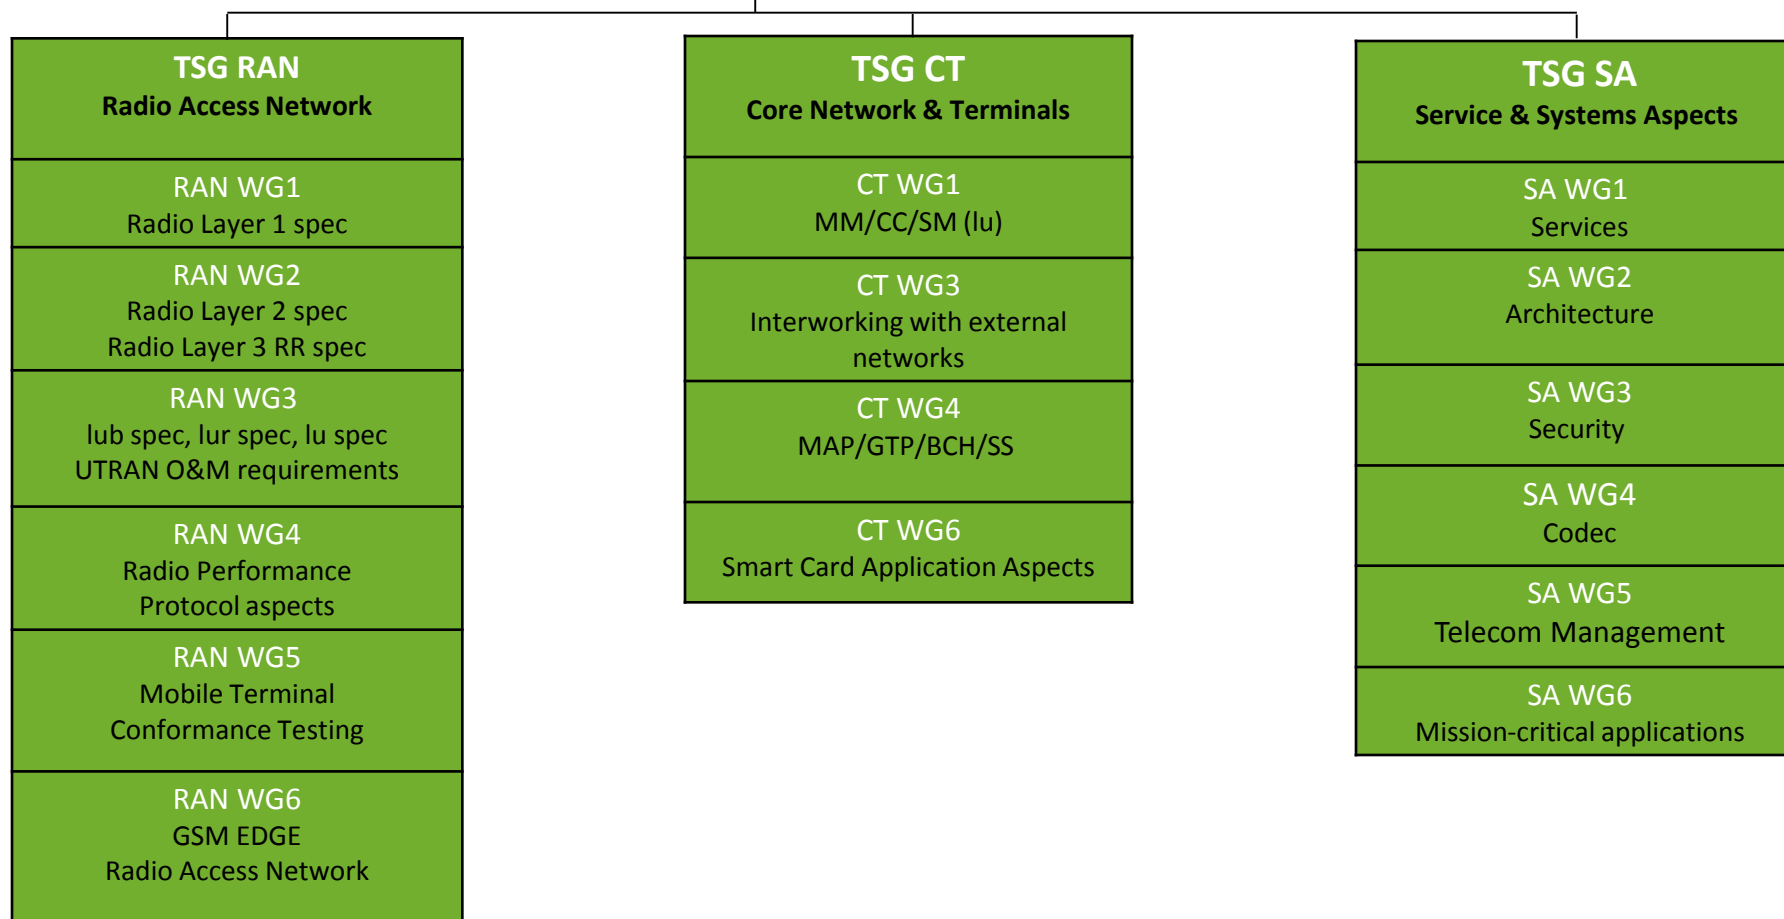 TSG RAN
Radio Access Network
RAN WG1
Radio Layer 1 spec
RAN WG2
Radio Layer 2 spec
Radio Layer 3 RR spec
RAN WG3
lub spec, lur spec, lu spec
UTRAN O&M requirements
RAN WG4
Radio Performance
Protocol aspects
RAN WG5
Mobile Terminal
Conformance Testing
RAN WG6
GSM EDGE
Radio Access Network
TSG CT
Core Network & Terminals
CT WG1
MM/CC/SM (lu)
CT WG3
Interworking with external
networks
CT WG4
MAP/GTP/BCH/SS
CT WG6
Smart Card Application Aspects
TSG SA
Service & Systems Aspects
SA WG1
Services
SA WG2
Architecture
SA WG3
Security
SA WG4
Codec
SA WG5
Telecom Management
SA WG6
Mission-critical applications